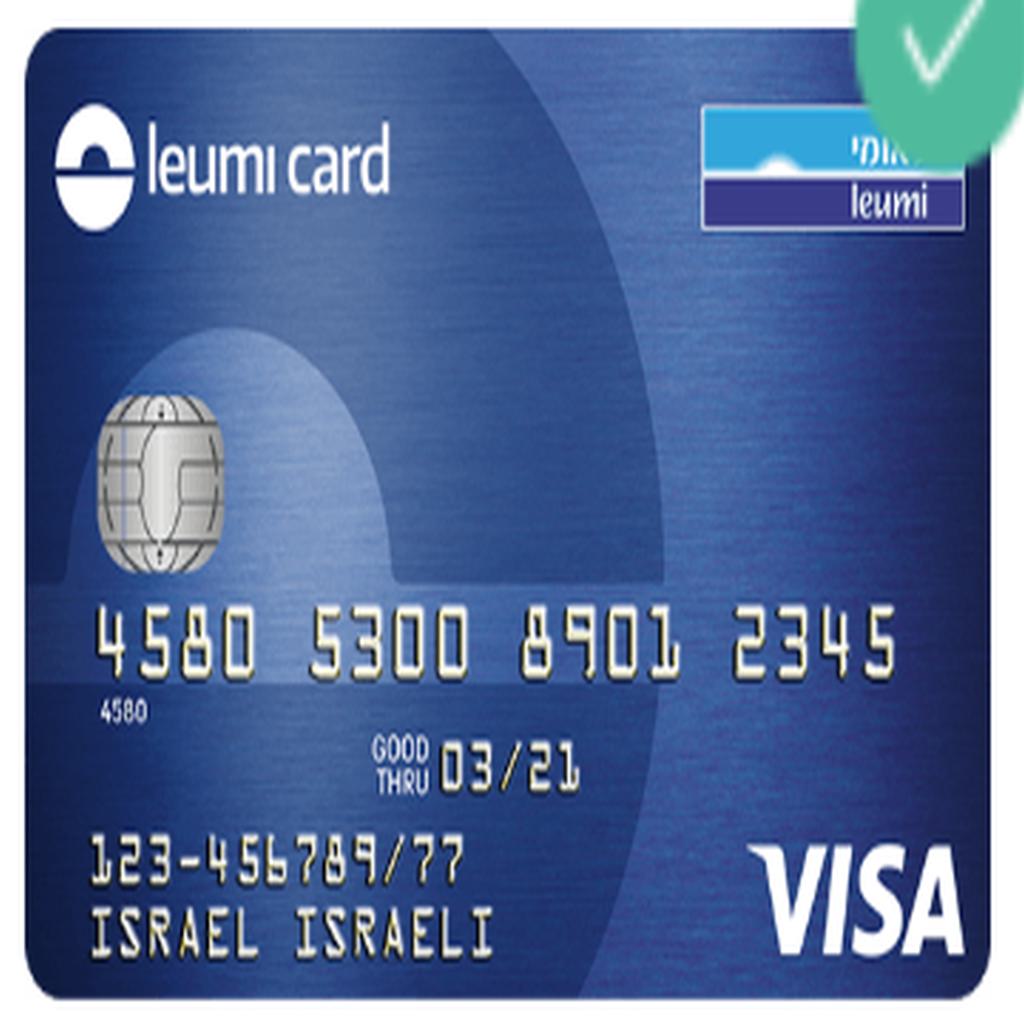 leumi card
leumi
4580 5300 8901 2345
4580
GOOD THRU 03/21
123-456789/77
ISRAEL ISRAELI
VISA